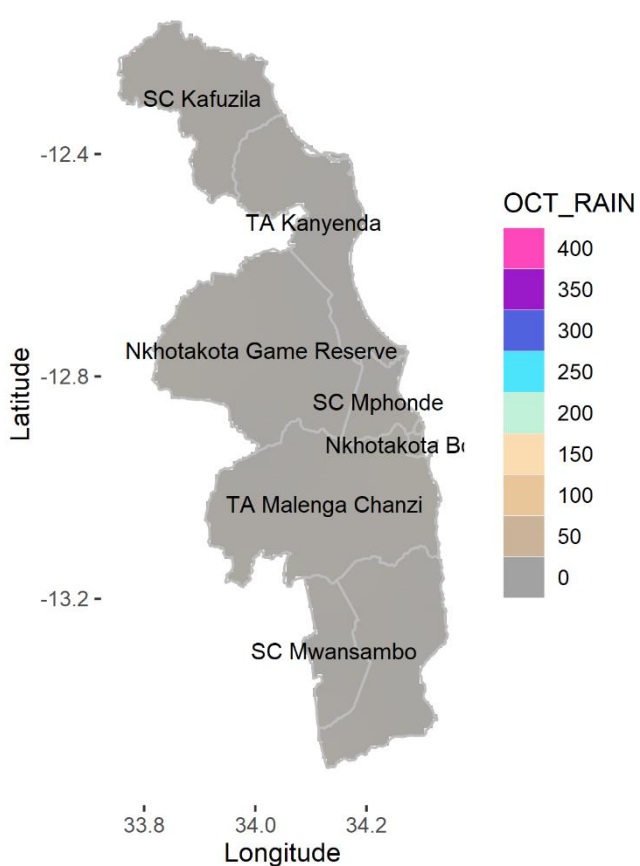 SC Kafuzila
-12.4
TA Kanyenda
OCT_RAIN
400
350
300
250
200
150
100
50
0
Nkhotakota Game Reserve
-12.8
SC Mphonde
Latitude
Nkhotakota Bo
TA Malenga Chanzi
-13.2
SC Mwansambo
33.8
34.0
34.2
Longitude